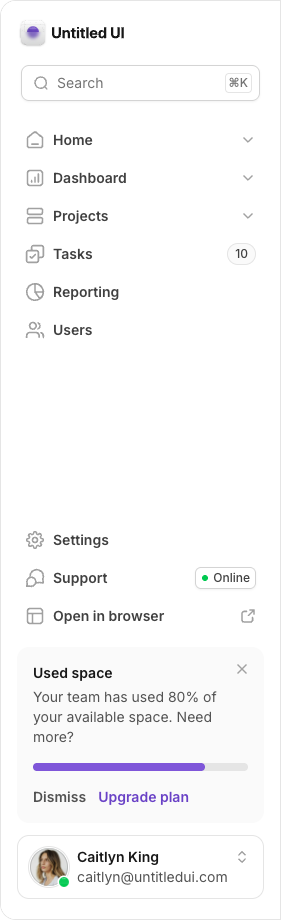 Untitled UI
Search ⌘K
Home
Dashboard
Projects
Tasks 10
Reporting
Users
Settings
Support Online
Open in browser
Used space
Your team has used 80% of
your available space. Need
more?
Dismiss Upgrade plan
Caitlyn King
caitlyn@untitledui.com